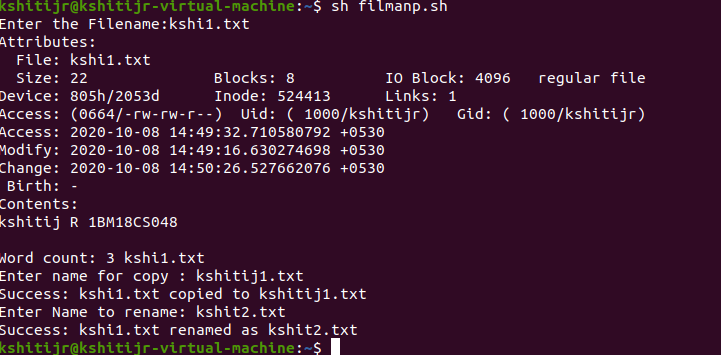 kshitijr@kshitijr-virtual-machine:~$ sh filmanp.sh
Enter the Filename:kshi1.txt
Attributes:
  File: kshi1.txt
  Size: 22              Blocks: 8          IO Block: 4096   regular file
Device: 805h/2053d      Inode: 524413      Links: 1
Access: (0664/-rw-rw-r--)  Uid: ( 1000/kshitijr)   Gid: ( 1000/kshitijr)
Access: 2020-10-08 14:49:32.710580792 +0530
Modify: 2020-10-08 14:49:16.630274698 +0530
Change: 2020-10-08 14:50:26.527662076 +0530
 Birth: -
Contents:
kshitij R 1BM18CS048

Word count: 3 kshi1.txt
Enter name for copy : kshitij1.txt
Success: kshi1.txt copied to kshitij1.txt
Enter Name to rename: kshit2.txt
Success: kshi1.txt renamed as kshit2.txt
kshitijr@kshitijr-virtual-machine:~$